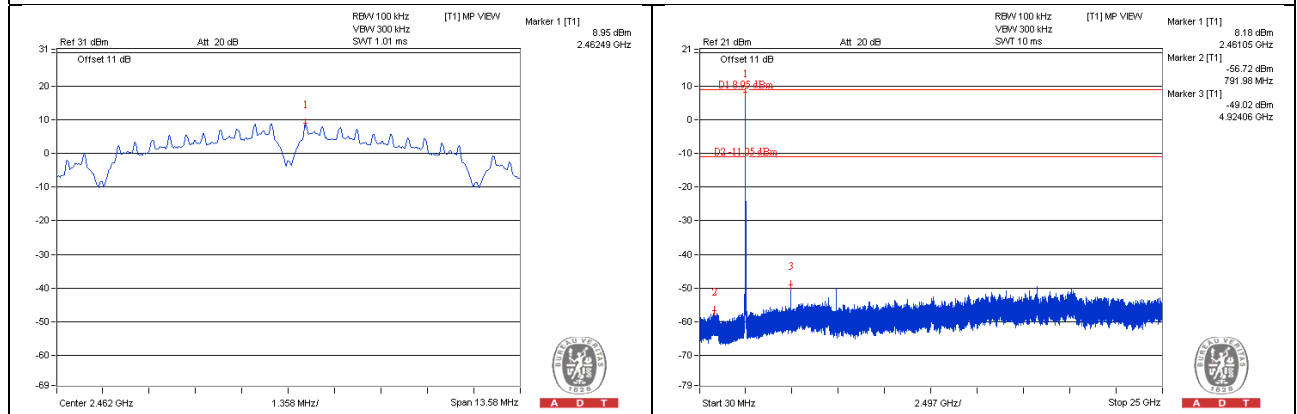 RBW 100 kHz
[T1] MP VIEW
VBW 300 kHz
Ref 31 dBm
Att 20 dB
SWT 1.01 ms
Marker 1 [T1]
8.95 dBm
2.46249 GHz
31
Offset 11 dB
20
10
0
-10
-20
-30
-40
-50
-60
-69
1
Center 2.462 GHz
1.358 MHz/
Span 13.58 MHz
BUREAU VERITAS
1828
A D T
RBW 100 kHz
[T1] MP VIEW
VBW 300 kHz
Ref 21 dBm
Att 20 dB
SWT 10 ms
Marker 1 [T1]
8.18 dBm
2.46105 GHz
Marker 2 [T1]
-56.72 dBm
791.98 MHz
Marker 3 [T1]
-49.02 dBm
4.92406 GHz
21
Offset 11 dB
1
D1 8.95 dBm
10
0
-10
D2 -11.05 dBm
-20
-30
-40
-50
-60
-70
-79
3
2
Start 30 MHz
2.497 GHz/
Stop 25 GHz
BUREAU VERITAS
1828
A D T